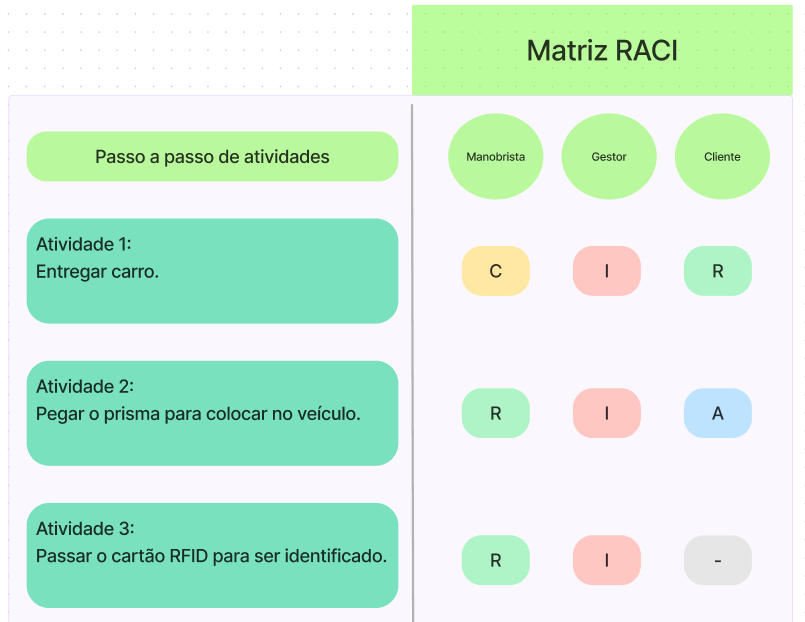 Matriz RACI
Passo a passo de atividades
Manobrista
Gestor
Cliente
Atividade 1:
Entregar carro.
C
I
R
Atividade 2:
Pegar o prisma para colocar no veículo.
R
I
A
Atividade 3:
Passar o cartão RFID para ser identificado.
R
I
-